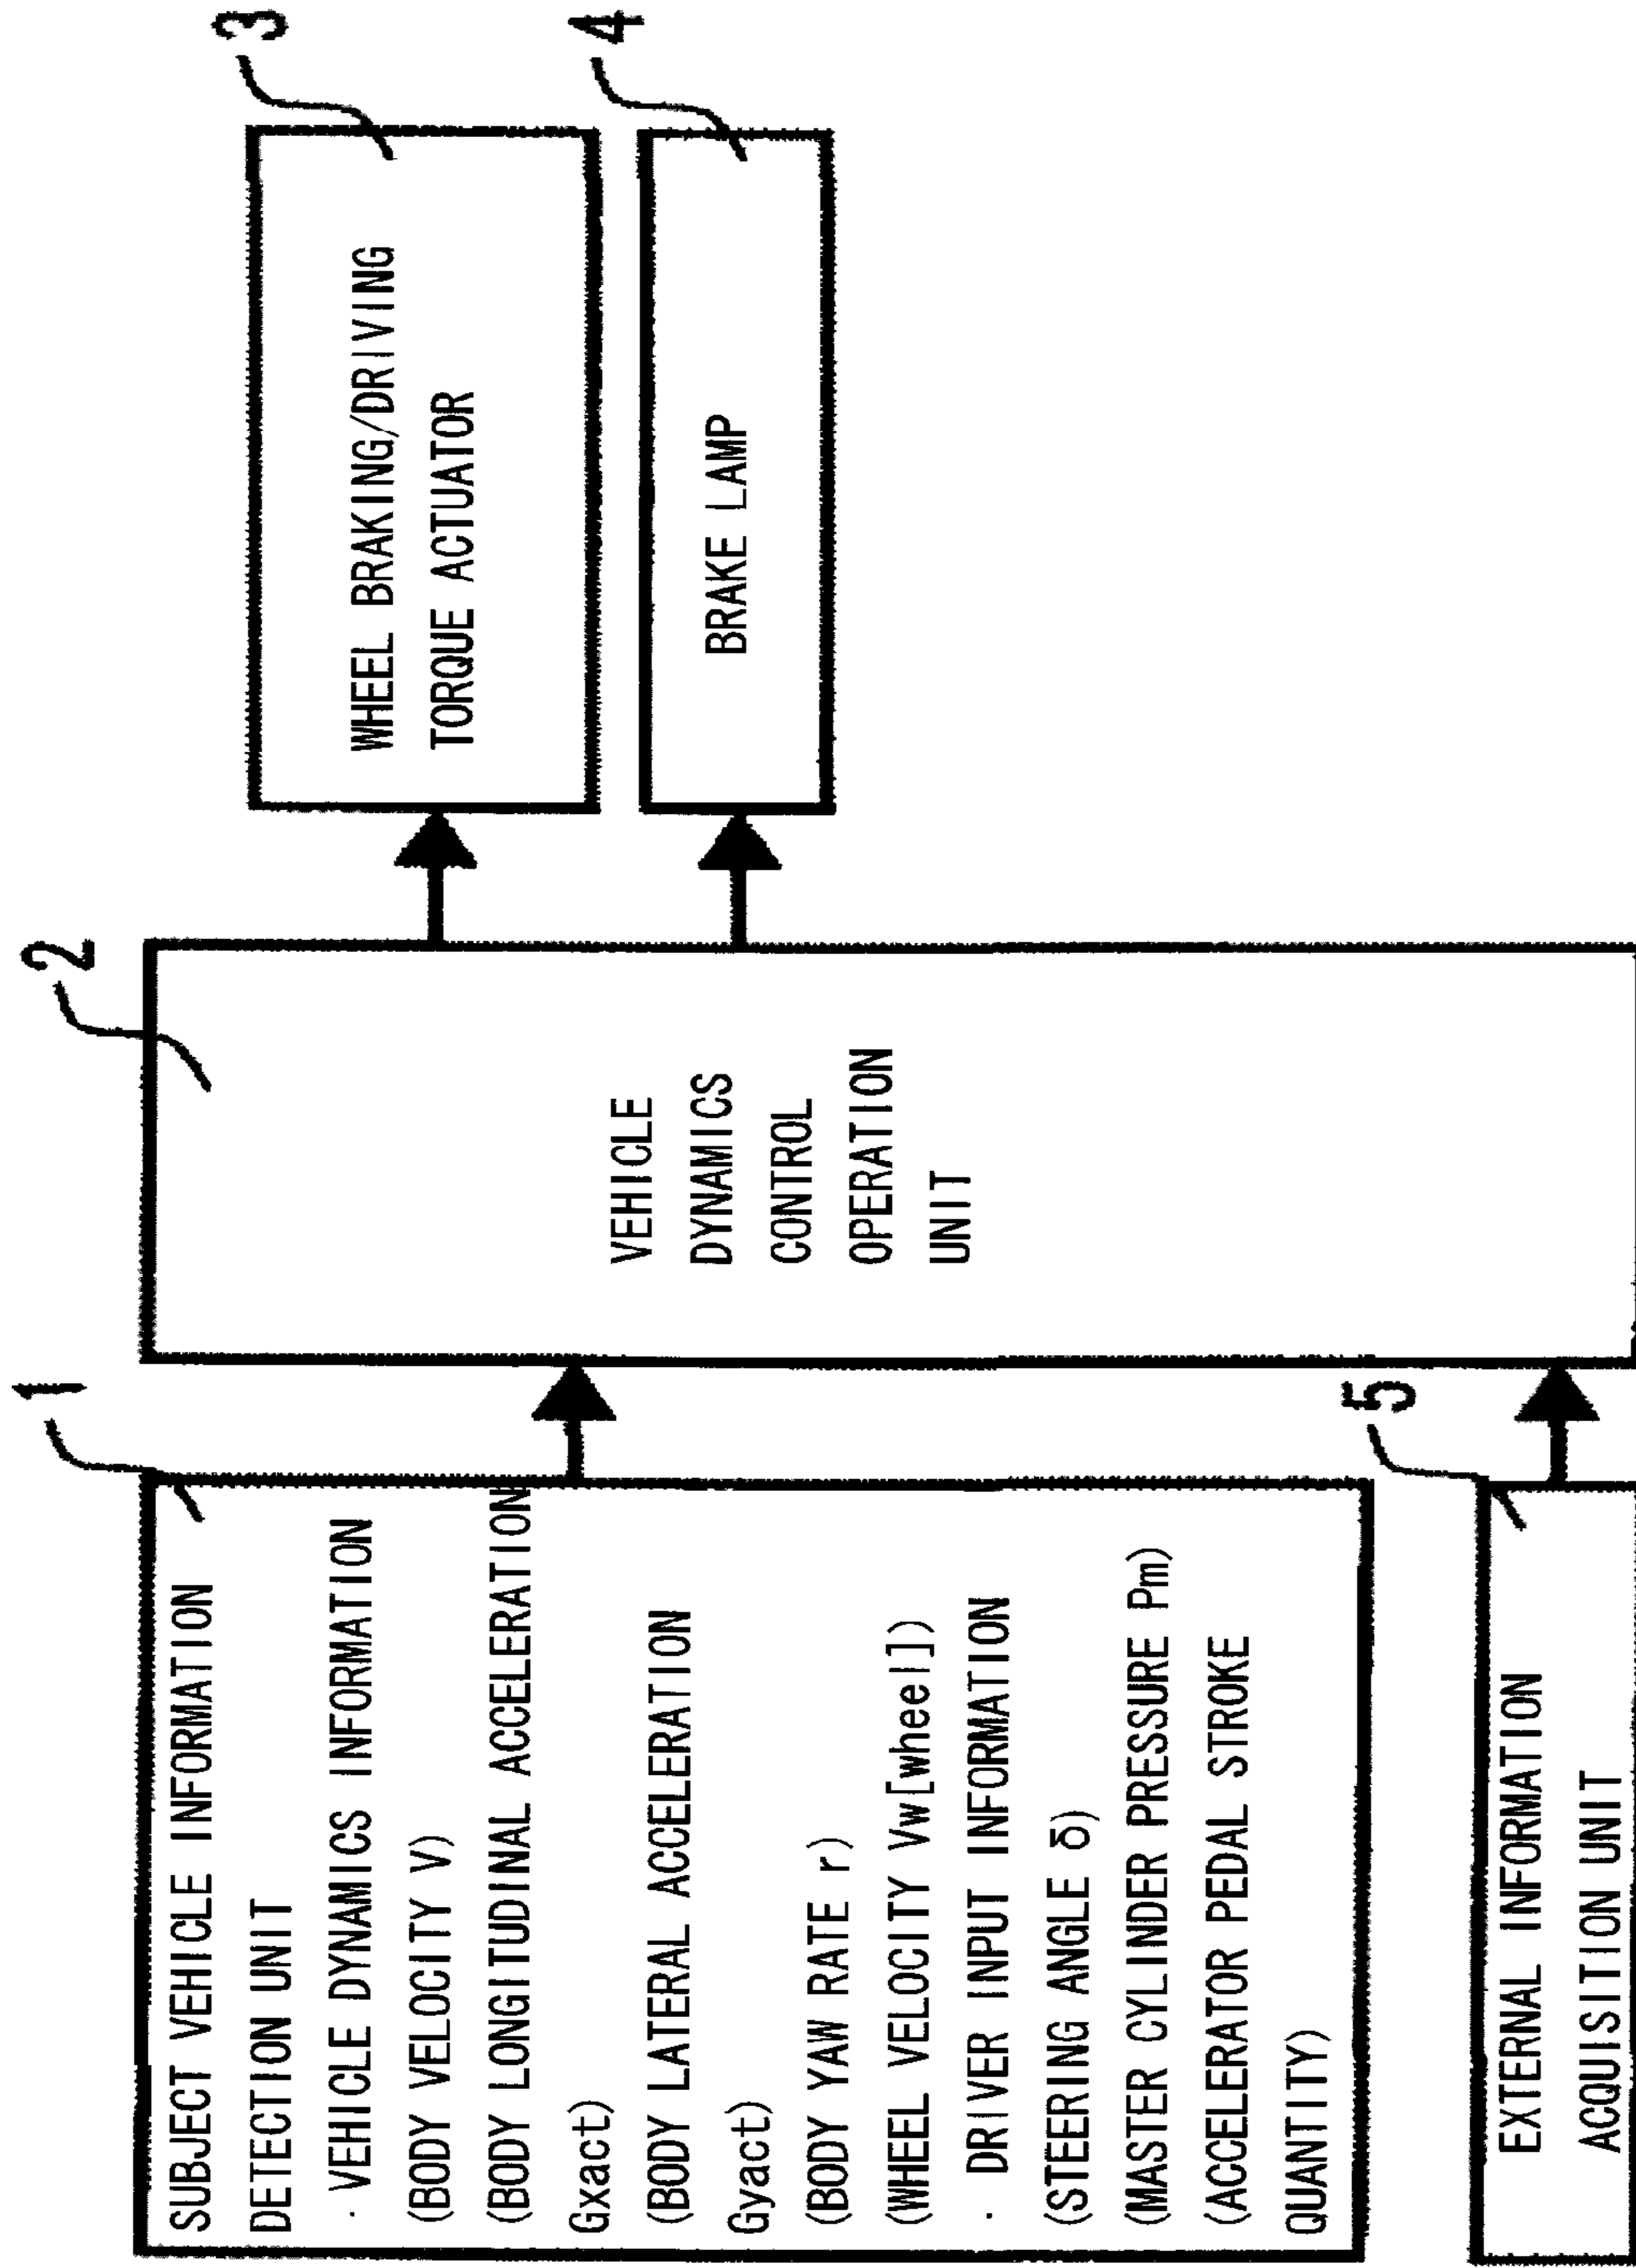 1
SUBJECT VEHICLE INFORMATION
DETECTION UNIT
· VEHICLE DYNAMICS INFORMATION
(BODY VELOCITY V)
(BODY LONGITUDINAL ACCELERATION
Gxact)
(BODY LATERAL ACCELERATION
Gyact)
(BODY YAW RATE r)
(WHEEL VELOCITY Vw[wheel])
· DRIVER INPUT INFORMATION
(STEERING ANGLE δ)
(MASTER CYLINDER PRESSURE Pm)
(ACCELERATOR PEDAL STROKE
QUANTITY)
5
EXTERNAL INFORMATION
ACQUISITION UNIT
2
VEHICLE
DYNAMICS
CONTROL
OPERATION
UNIT
3
WHEEL BRAKING/DRIVING
TORQUE ACTUATOR
4
BRAKE LAMP